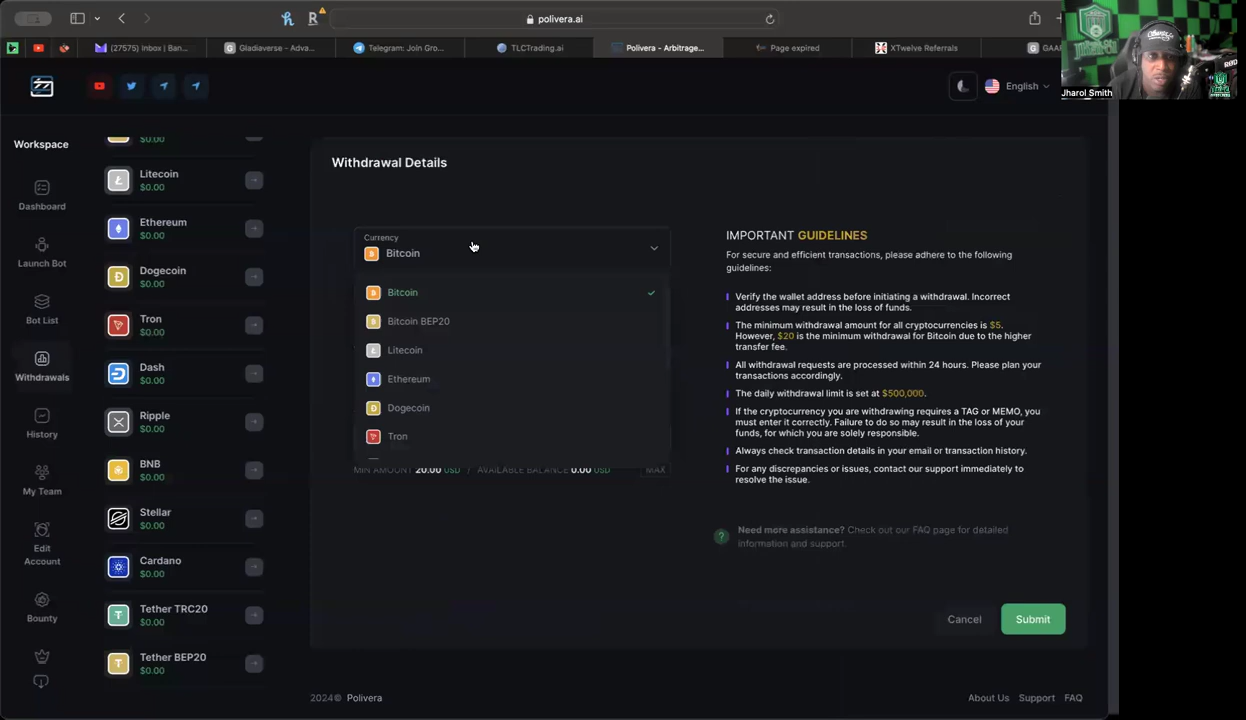 polivera.ai
(27575) Inbox | Ban...
Gladiaverse - Adva...
Telegram: Join Gro...
TLCTrading.ai
Polivera - Arbitrage...
Page expired
XTwelve Referrals
Jharol Smith
English
Workspace
Dashboard
Launch Bot
Bot List
Withdrawals
History
My Team
Edit
Account
Bounty
$0.00
Litecoin
$0.00
Ethereum
$0.00
Dogecoin
$0.00
Tron
$0.00
Dash
$0.00
Ripple
$0.00
BNB
$0.00
Stellar
$0.00
Cardano
$0.00
Tether TRC20
$0.00
Tether BEP20
$0.00
Withdrawal Details
Currency
Bitcoin
Bitcoin
Bitcoin BEP20
Litecoin
Ethereum
Dogecoin
Tron
MIN AMOUNT 20.00 USD / AVAILABLE BALANCE 0.00 USD MAX
IMPORTANT GUIDELINES
For secure and efficient transactions, please adhere to the following
guidelines:
Verify the wallet address before initiating a withdrawal. Incorrect
addresses may result in the loss of funds.
The minimum withdrawal amount for all cryptocurrencies is $5.
However, $20 is the minimum withdrawal for Bitcoin due to the higher
transfer fee.
All withdrawal requests are processed within 24 hours. Please plan your
transactions accordingly.
The daily withdrawal limit is set at $500,000.
If the cryptocurrency you are withdrawing requires a TAG or MEMO, you
must enter it correctly. Failure to do so may result in the loss of your
funds, for which you are solely responsible.
Always check transaction details in your email or transaction history.
For any discrepancies or issues, contact our support immediately to
resolve the issue.
Need more assistance? Check out our FAQ page for detailed
information and support.
Cancel
Submit
2024© Polivera
About Us Support FAQ